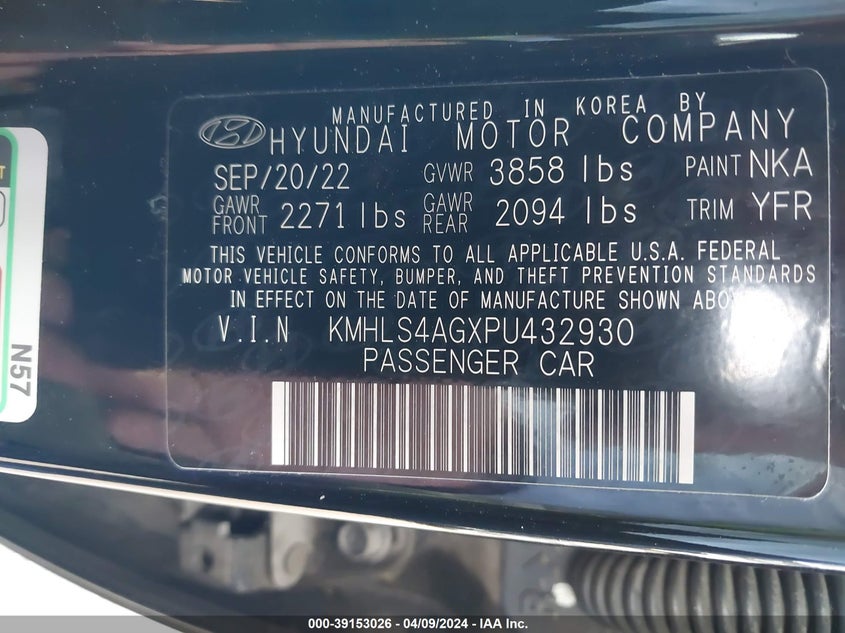 MANUFACTURED IN KOREA BY
HYUNDAI MOTOR COMPANY
SEP/20/22 GVWR 3858 lbs PAINT NKA
GAWR FRONT 2271 lbs GAWR REAR 2094 lbs TRIM YFR
THIS VEHICLE CONFORMS TO ALL APPLICABLE U.S.A. FEDERAL
MOTOR VEHICLE SAFETY, BUMPER, AND THEFT PREVENTION STANDARDS
IN EFFECT ON THE DATE OF MANUFACTURE SHOWN ABOVE
V.I.N KMHLS4AGXPU432930
PASSENGER CAR
N57
000-39153026 - 04/09/2024 - IAA Inc.